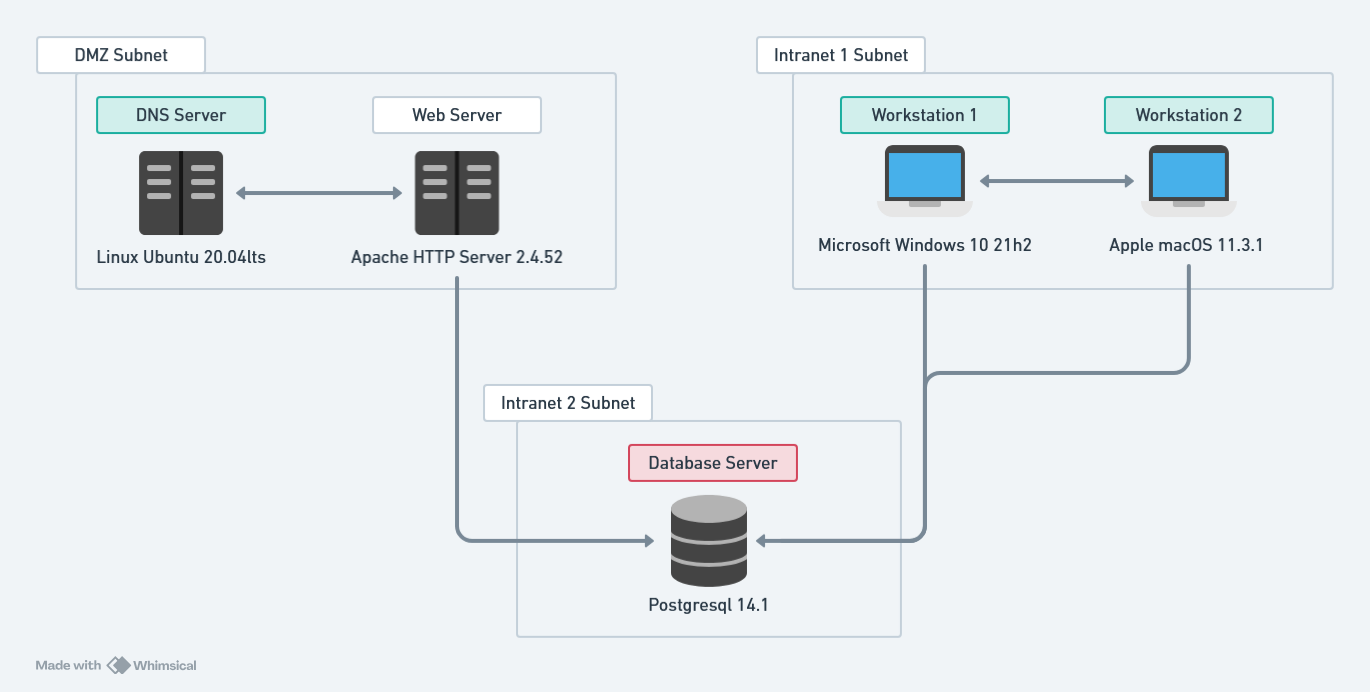 DMZ Subnet
Intranet 1 Subnet
DNS Server
Web Server
Workstation 1
Workstation 2
Linux Ubuntu 20.04lts
Apache HTTP Server 2.4.52
Microsoft Windows 10 21h2
Apple macOS 11.3.1
Intranet 2 Subnet
Database Server
Postgresql 14.1
Made with Whimsical